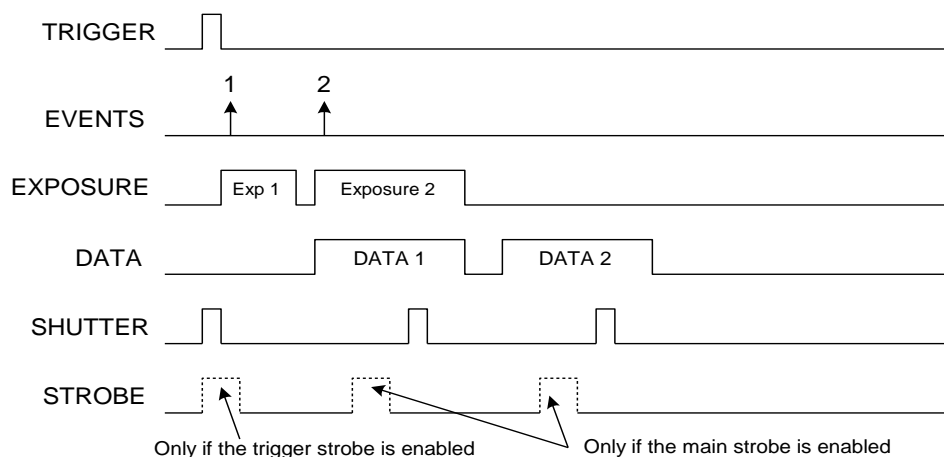 TRIGGER
1 2
EVENTS
EXPOSURE Exp 1 Exposure 2
DATA DATA 1 DATA 2
SHUTTER
STROBE
Only if the trigger strobe is enabled Only if the main strobe is enabled